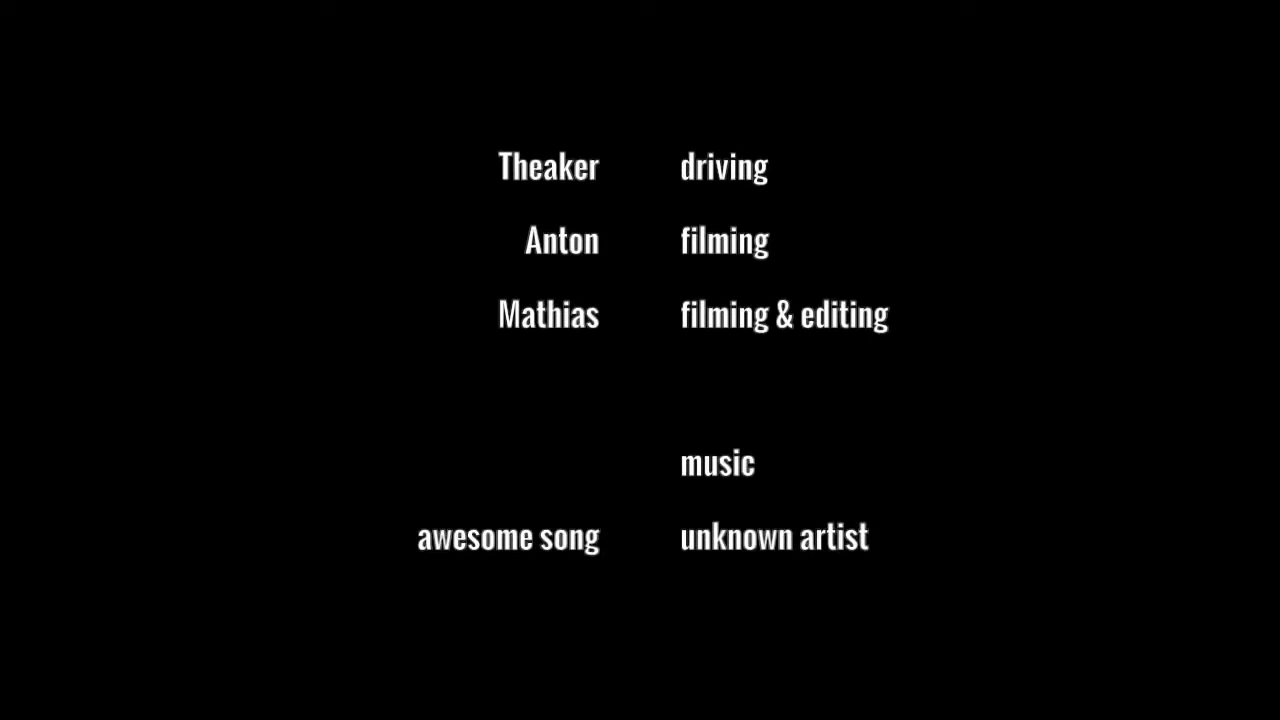 Theaker driving
Anton filming
Mathias filming & editing
music
awesome song unknown artist